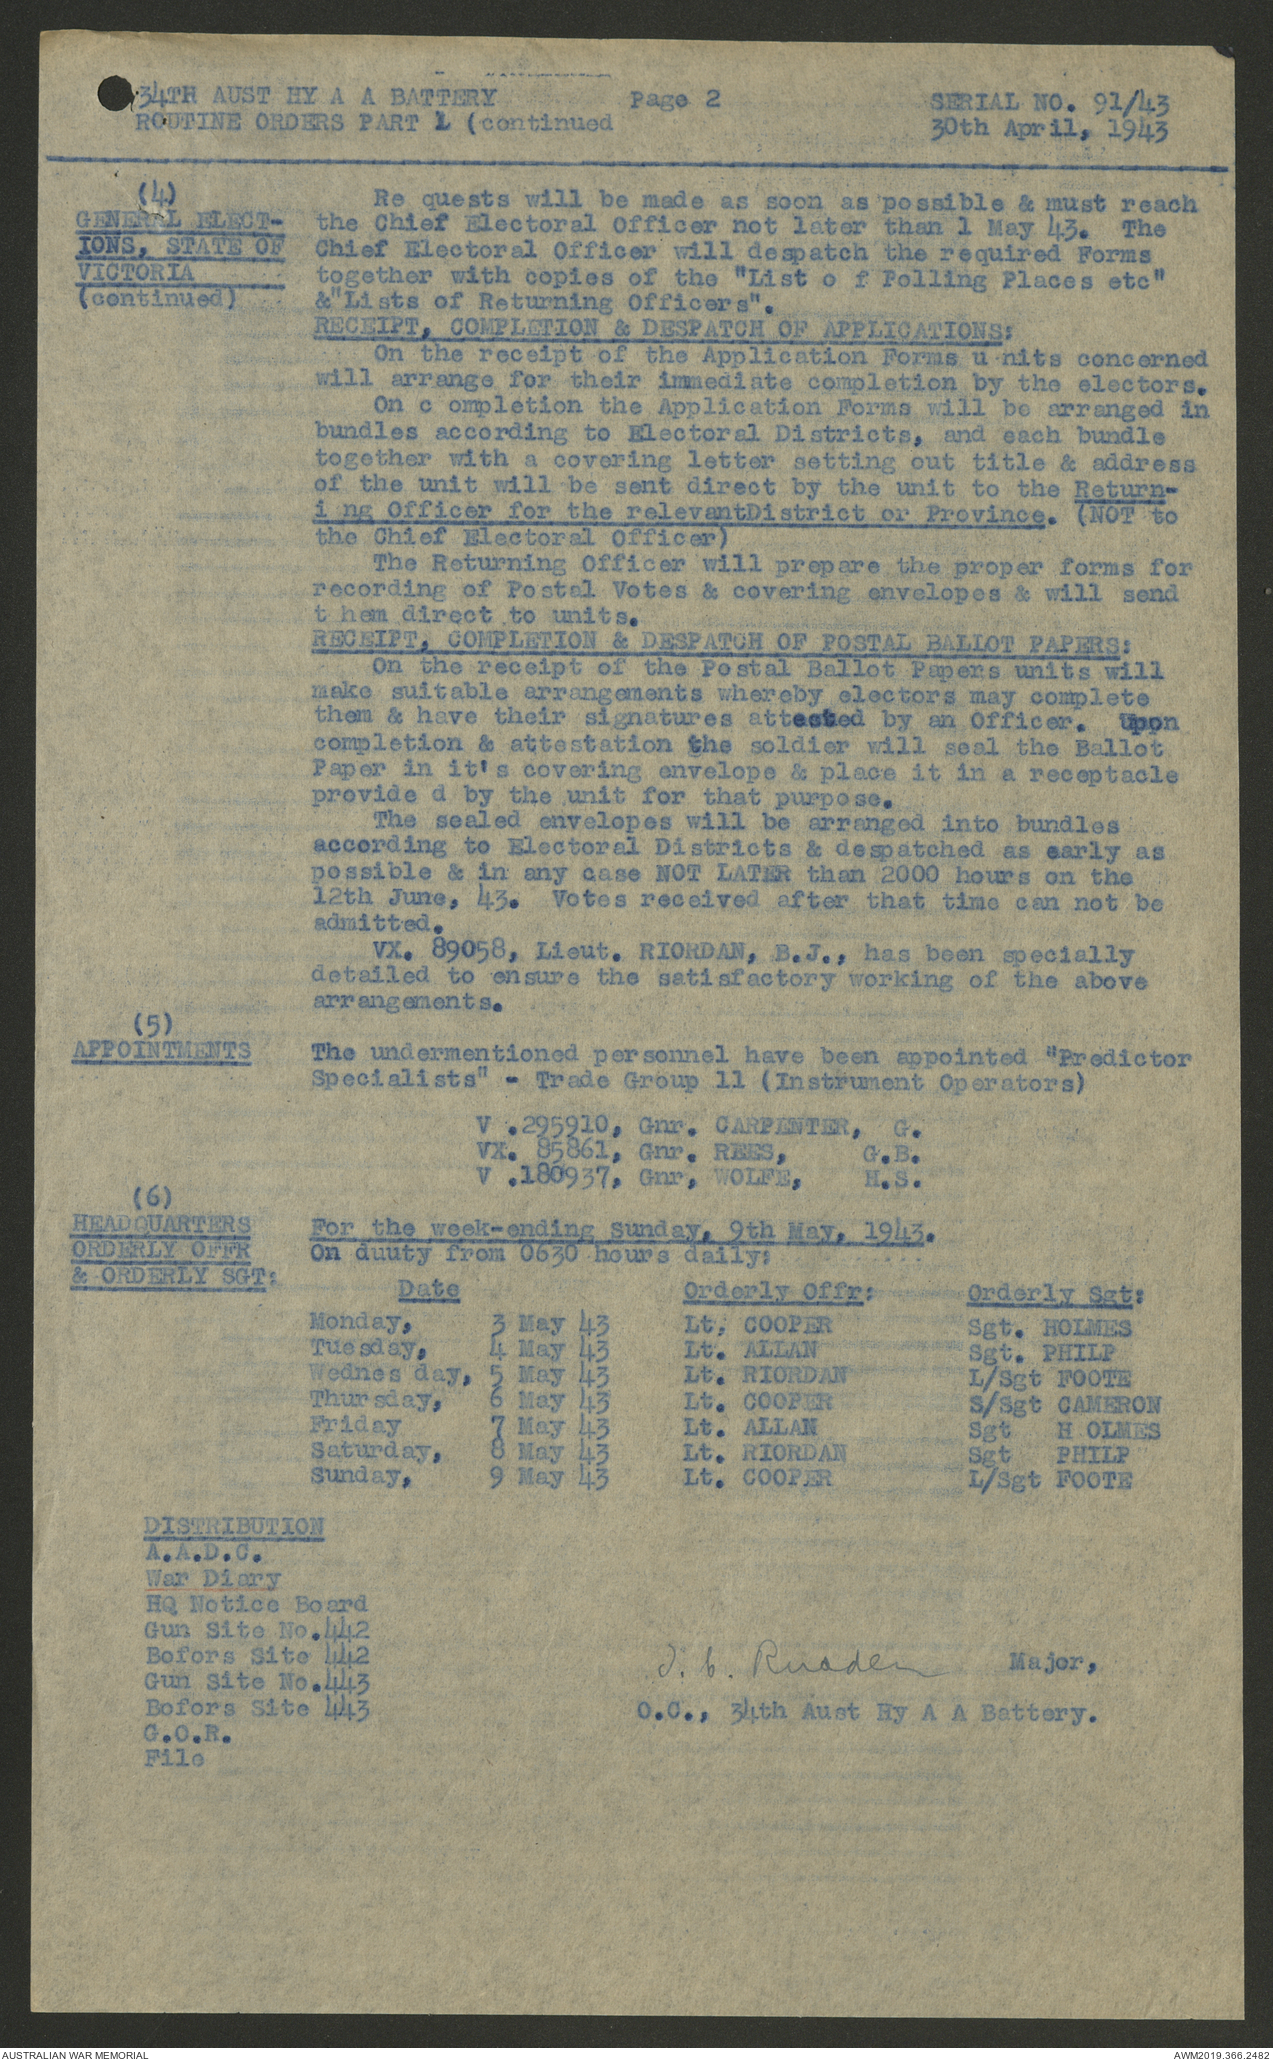 34TH AUST HY A A BATTERY Page 2 SERIAL NO. 91/43
ROUTINE ORDERS PART 1 (continued 30th April, 1943
(4)
GENERAL ELECT-
IONS, STATE OF
VICTORIA
(continued)
Re quests will be made as soon as possible & must reach
the Chief Electoral Officer not later than 1 May 43. The
Chief Electoral Officer will despatch the required Forms
together with copies of the "List o f Polling Places etc"
&"Lists of Returning Officers".
RECEIPT, COMPLETION & DESPATCH OF APPLICATIONS:
On the receipt of the Application Forms u nits concerned
will arrange for their immediate completion by the electors.
On c ompletion the Application Forms will be arranged in
bundles according to Electoral Districts, and each bundle
together with a covering letter setting out title & address
of the unit will be sent direct by the unit to the Return-
i ng Officer for the relevantDistrict or Province. (NOT to
the Chief Electoral Officer)
The Returning Officer will prepare the proper forms for
recording of Postal Votes & covering envelopes & will send
t hem direct to units.
RECEIPT, COMPLETION & DESPATCH OF POSTAL BALLOT PAPERS:
On the receipt of the Postal Ballot Papers units will
make suitable arrangements whereby electors may complete
them & have their signatures attested by an Officer. Upon
completion & attestation the soldier will seal the Ballot
Paper in it's covering envelope & place it in a receptacle
provide d by the unit for that purpose.
The sealed envelopes will be arranged into bundles
according to Electoral Districts & despatched as early as
possible & in any case NOT LATER than 2000 hours on the
12th June, 43. Votes received after that time can not be
admitted.
VX. 89058, Lieut. RIORDAN, B.J., has been specially
detailed to ensure the satisfactory working of the above
arrangements.
(5)
APPOINTMENTS
The undermentioned personnel have been appointed "Predictor
Specialists" - Trade Group 11 (Instrument Operators)
V .295910, Gnr. CARPENTER, G.
VX. 85861, Gnr. REES, G.B.
V .180937, Gnr, WOLFE, H.S.
(6)
HEADQUARTERS
ORDERLY OFFR
& ORDERLY SGT:
For the week-ending Sunday, 9th May, 1943.
On duuty from 0630 hours daily:
Date Orderly Offr: Orderly Sgt:
Monday, 3 May 43 Lt. COOPER Sgt. HOLMES
Tuesday, 4 May 43 Lt. ALLAN Sgt. PHILP
Wednes day, 5 May 43 Lt. RIORDAN L/Sgt FOOTE
Thursday, 6 May 43 Lt. COOPER S/Sgt CAMERON
Friday 7 May 43 Lt. ALLAN Sgt H OLMES
Saturday, 8 May 43 Lt. RIORDAN Sgt PHILP
Sunday, 9 May 43 Lt. COOPER L/Sgt FOOTE
DISTRIBUTION
A.A.D.C.
War Diary
HQ Notice Board
Gun Site No.442
Bofors Site 442
Gun Site No.443
Bofors Site 443
G.O.R.
File
Major,
O.C., 34th Aust Hy A A Battery.
AUSTRALIAN WAR MEMORIAL AWM2019.366.2482